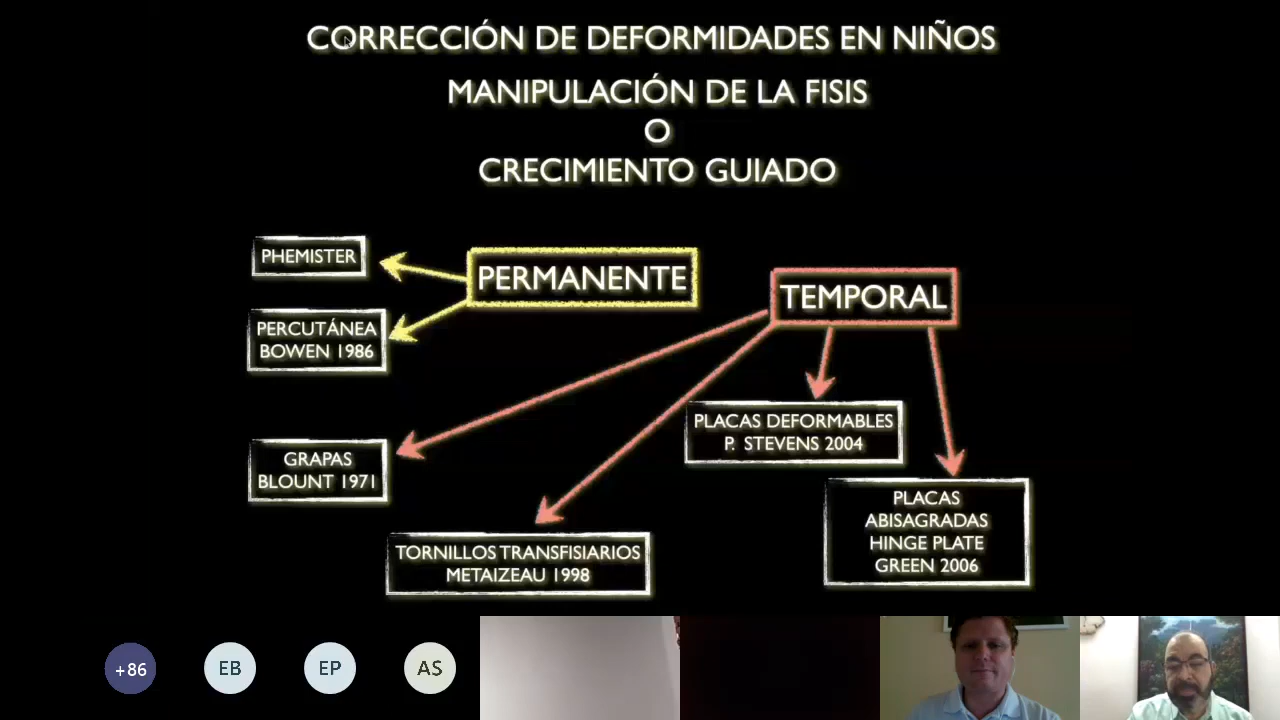 CORRECCIÓN DE DEFORMIDADES EN NIÑOS
MANIPULACIÓN DE LA FISIS
O
CRECIMIENTO GUIADO
PHEMISTER
PERMANENTE
TEMPORAL
PERCUTÁNEA
BOWEN 1986
PLACAS DEFORMABLES
P. STEVENS 2004
GRAPAS
BLOUNT 1971
PLACAS
ABISAGRADAS
HINGE PLATE
GREEN 2006
TORNILLOS TRANSFISIARIOS
METAIZEAU 1998
+86
EB
EP
AS